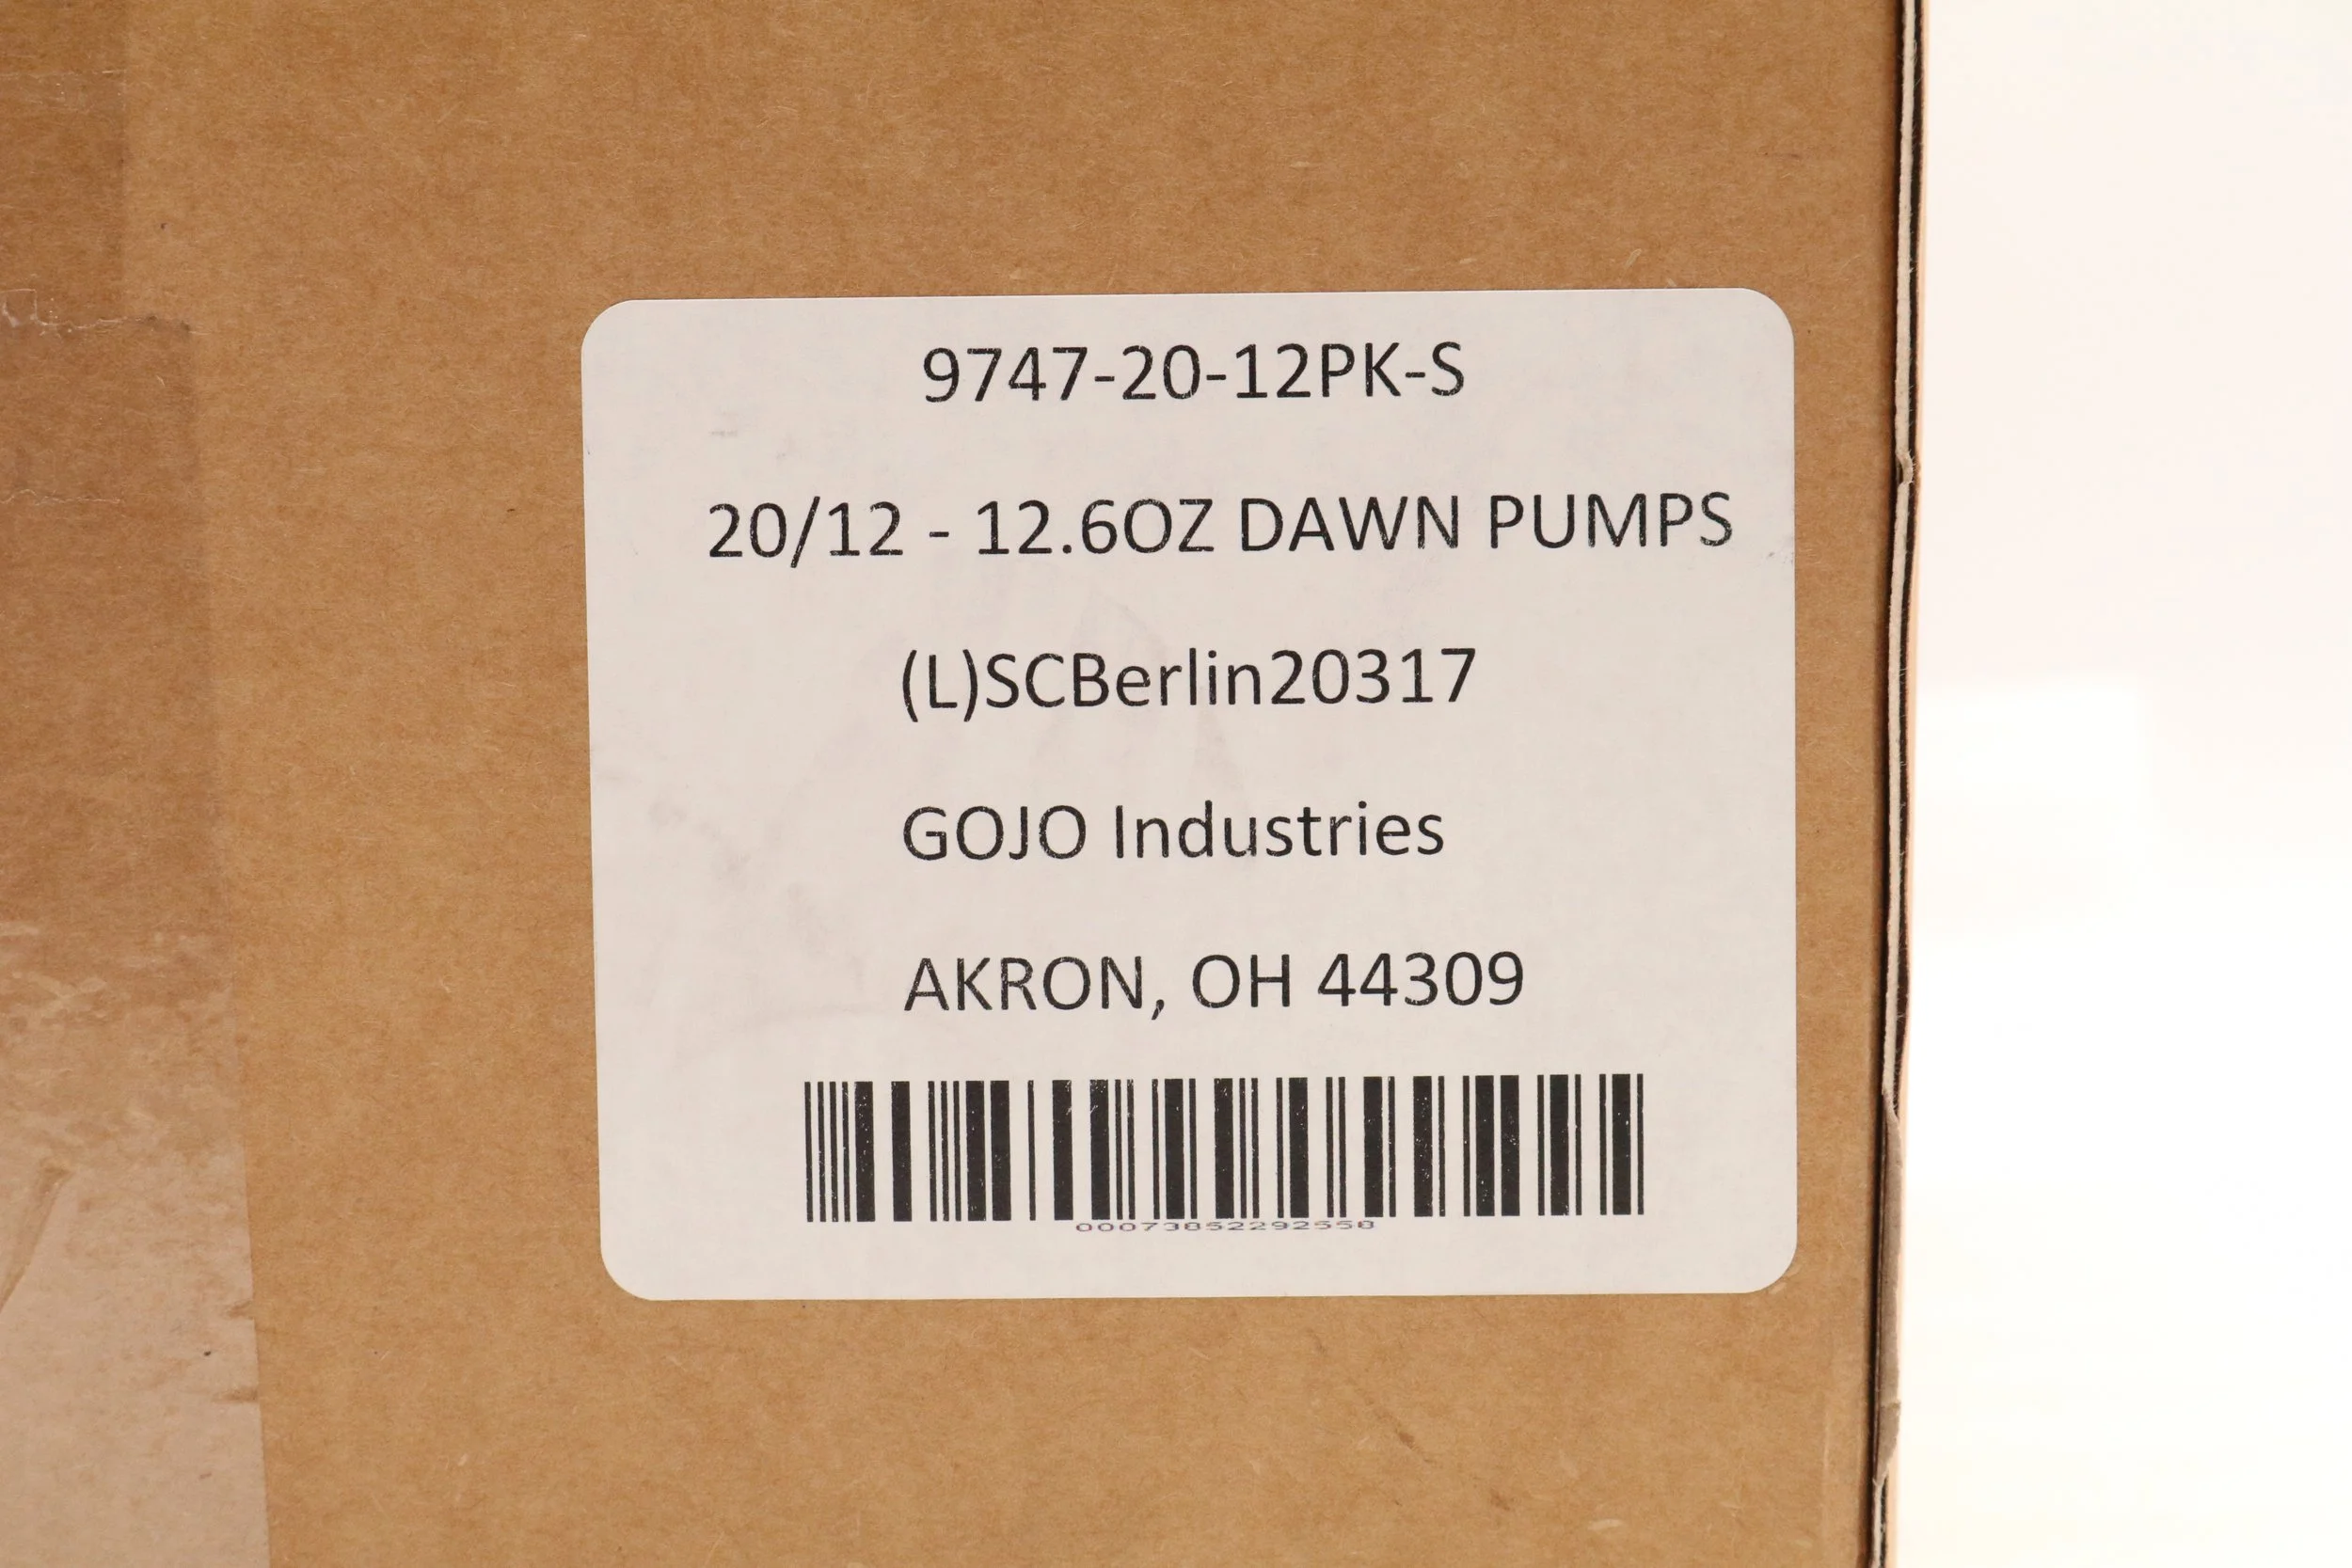 9747-20-12PK-S
20/12 - 12.6OZ DAWN PUMPS
(L)SCBerlin20317
GOJO Industries
AKRON, OH 44309
00073852292558